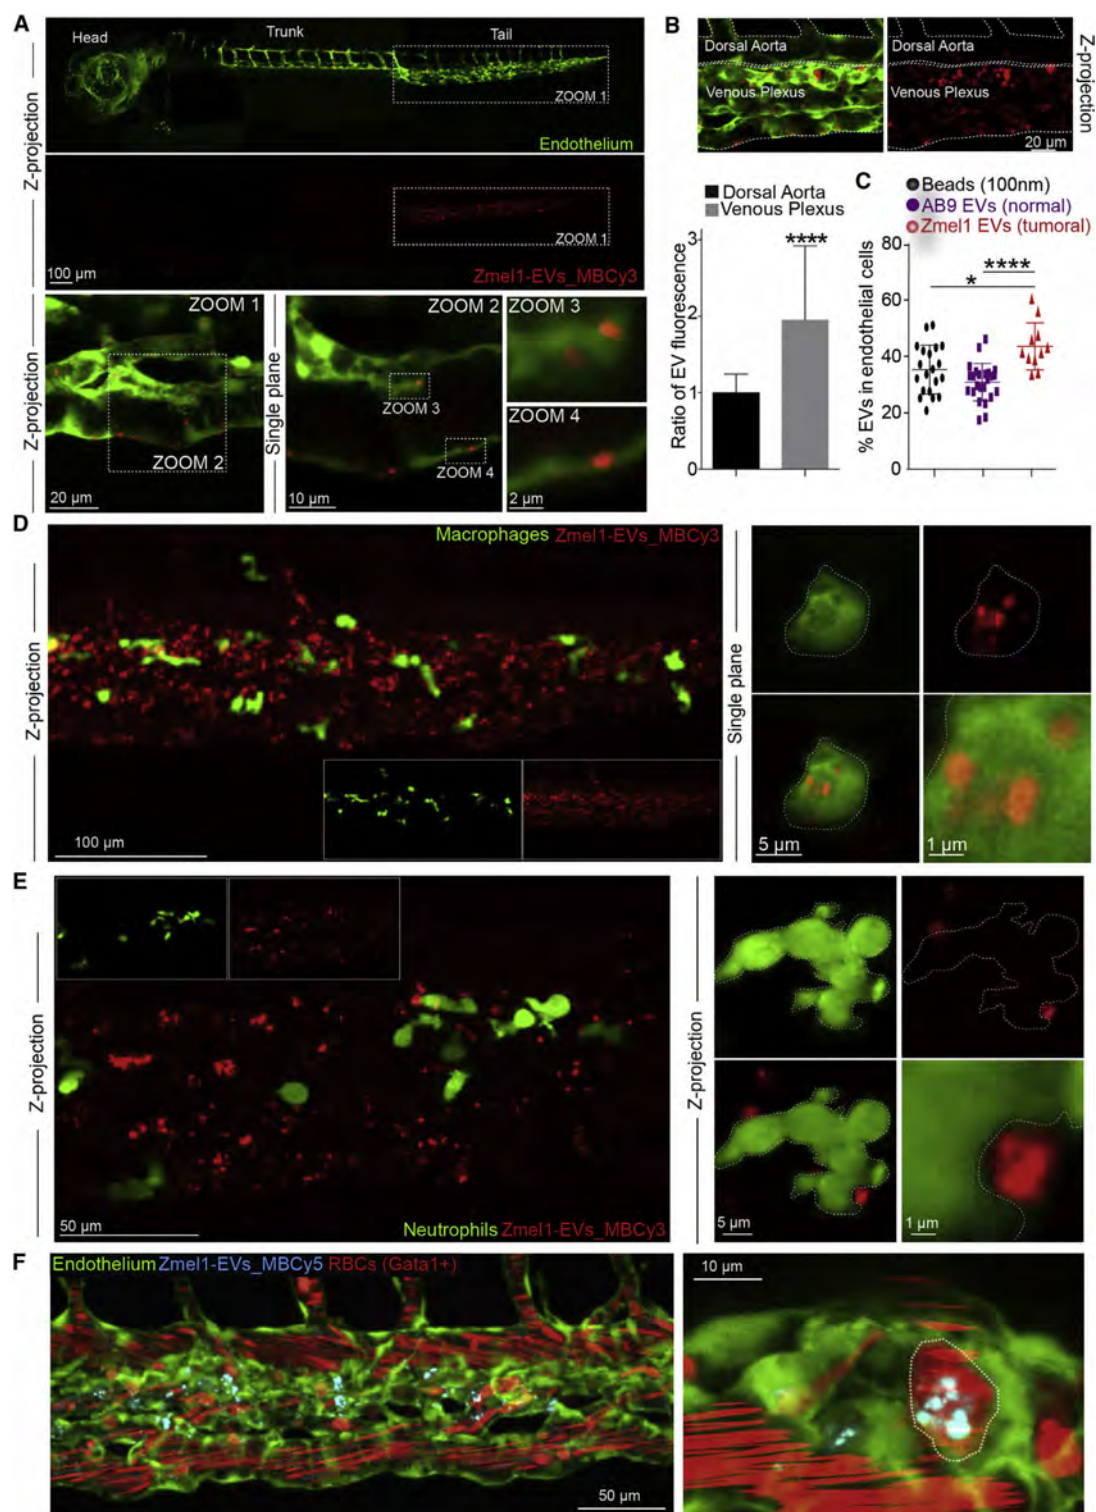 A
Head
Trunk
Tail
ZOOM 1
Endothelium
Z-projection
ZOOM 1
100 µm
Zmel1-EVs_MBCy3
Z-projection
ZOOM 1
ZOOM 2
20 µm
Single plane
ZOOM 2
ZOOM 3
ZOOM 4
10 µm
ZOOM 3
ZOOM 4
2 µm
B
Dorsal Aorta
Venous Plexus
Dorsal Aorta
Venous Plexus
20 µm
Z-projection
Dorsal Aorta
Venous Plexus
Ratio of EV fluorescence
3
2
1
0
****
C
Beads (100nm)
AB9 EVs (normal)
Zmel1 EVs (tumoral)
% EVs in endothelial cells
80
60
40
20
0
****
*
D
Macrophages Zmel1-EVs_MBCy3
Z-projection
100 µm
Single plane
5 µm
1 µm
E
Z-projection
50 µm
Neutrophils Zmel1-EVs_MBCy3
Z-projection
5 µm
1 µm
F
Endothelium Zmel1-EVs_MBCy5 RBCs (Gata1+)
50 µm
10 µm